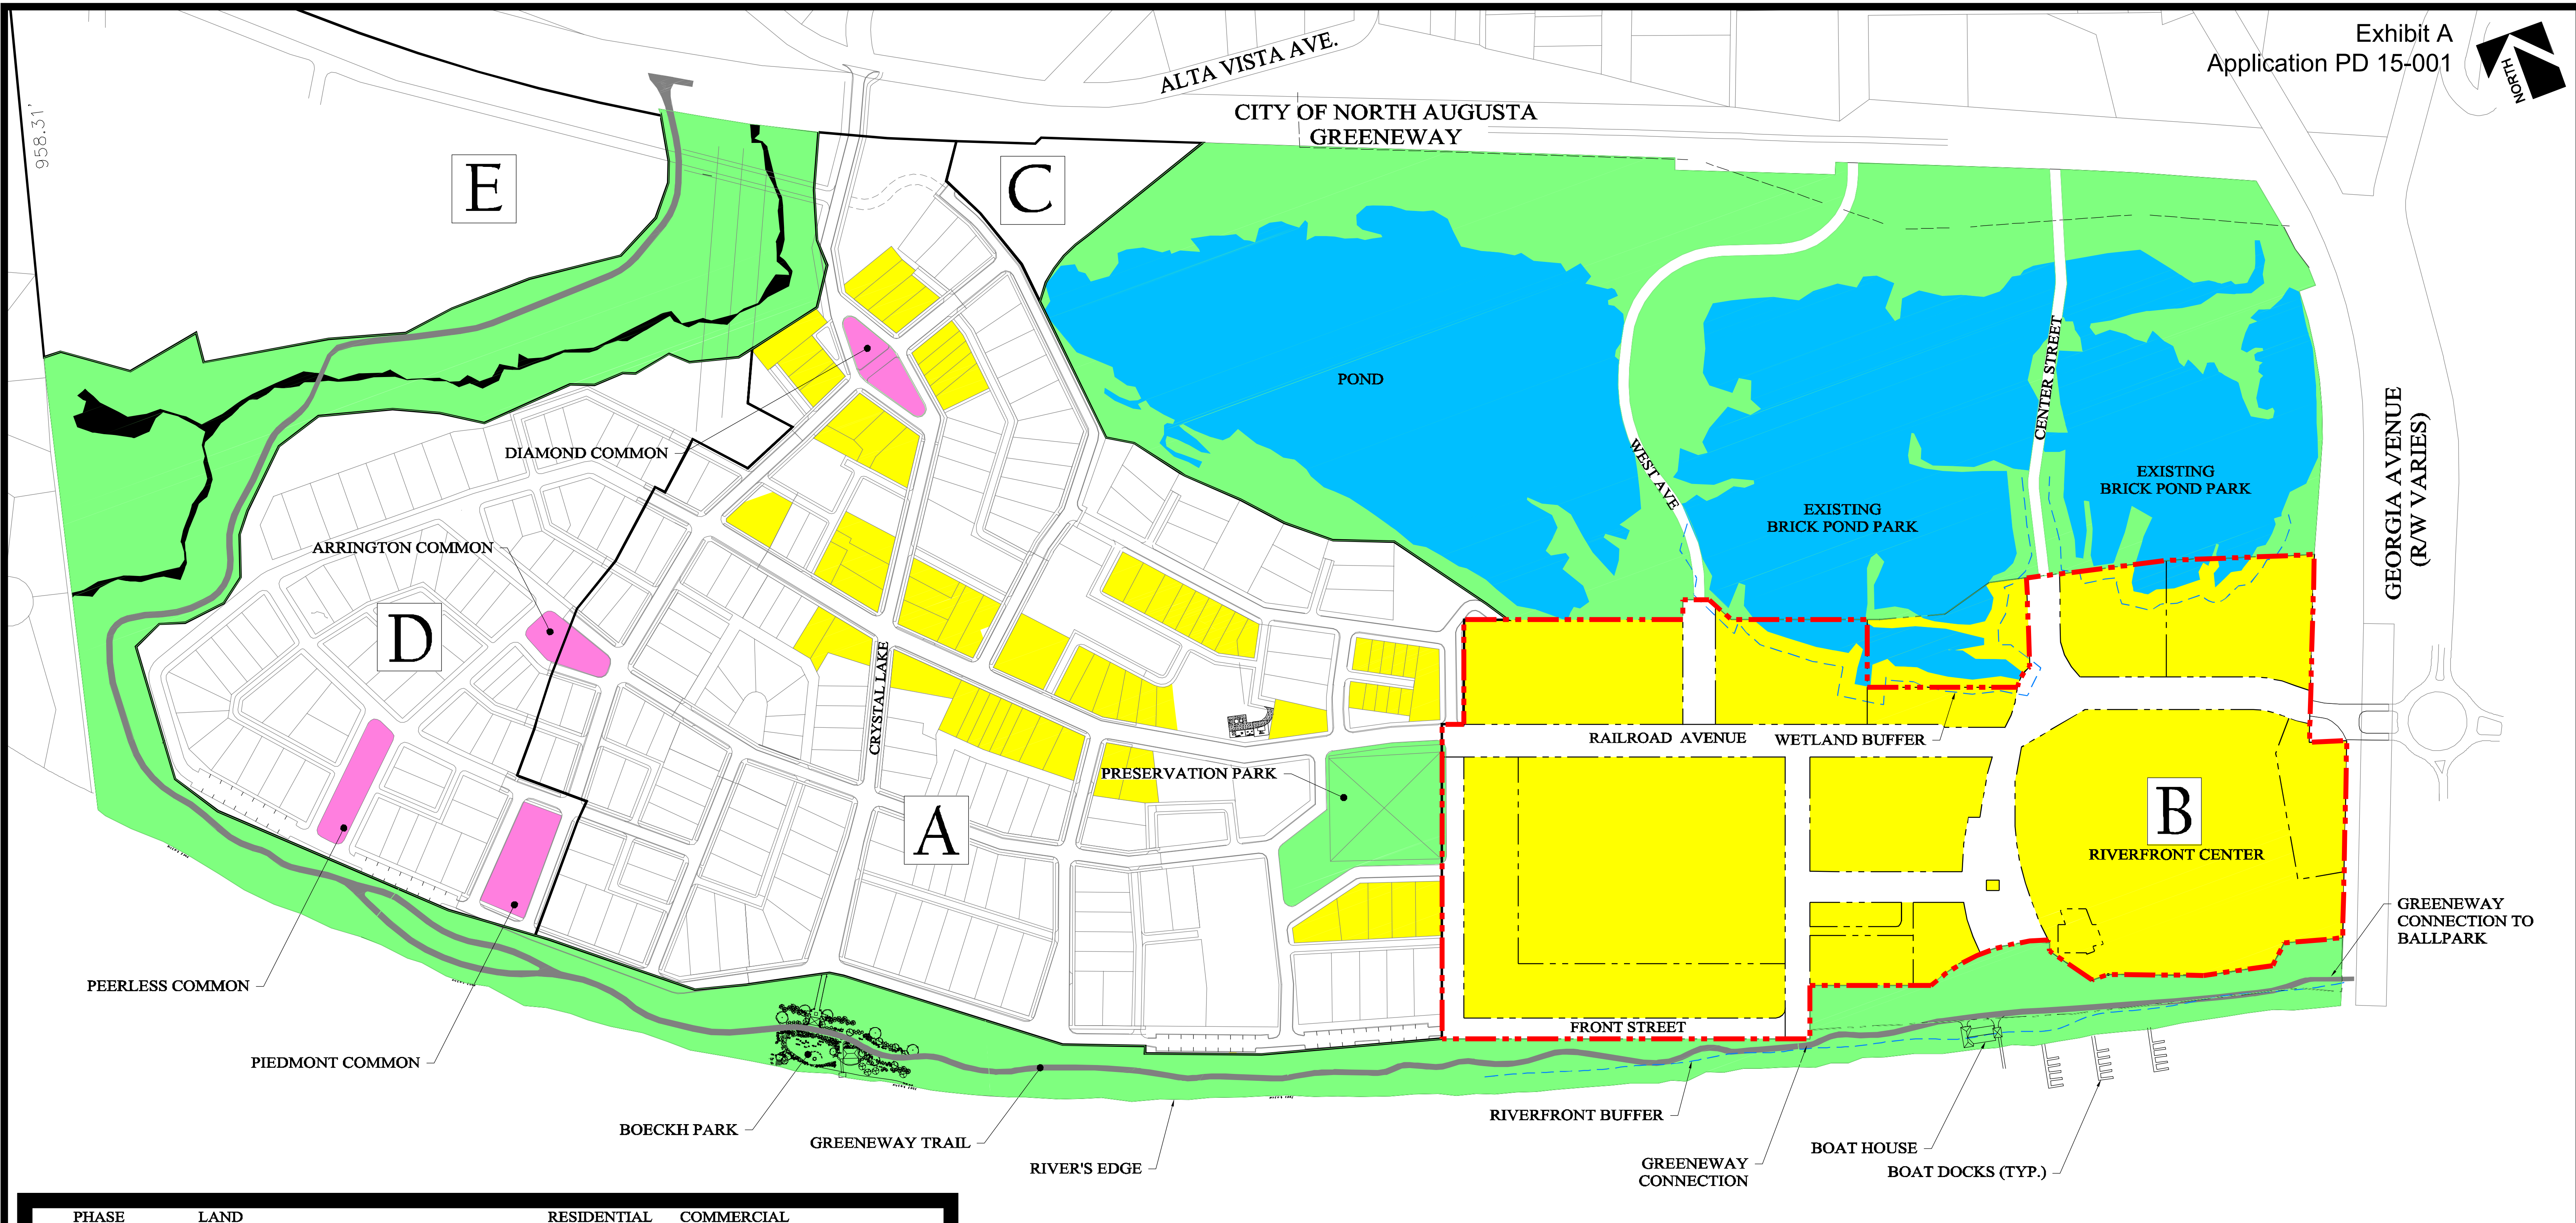 Exhibit A
Application PD 15-001
NORTH
ALTA VISTA AVE.
CITY OF NORTH AUGUSTA
GREENEWAY
958.31'
E
C
POND
CENTER STREET
WEST AVE
EXISTING
BRICK POND PARK
EXISTING
BRICK POND PARK
GEORGIA AVENUE
(R/W VARIES)
DIAMOND COMMON
ARRINGTON COMMON
D
CRYSTAL LAKE
RAILROAD AVENUE
WETLAND BUFFER
PRESERVATION PARK
A
B
RIVERFRONT CENTER
GREENEWAY
CONNECTION TO
BALLPARK
PEERLESS COMMON
PIEDMONT COMMON
FRONT STREET
BOECKH PARK
GREENEWAY TRAIL
RIVER'S EDGE
RIVERFRONT BUFFER
GREENEWAY
CONNECTION
BOAT HOUSE
BOAT DOCKS (TYP.)
PHASE LAND RESIDENTIAL COMMERCIAL